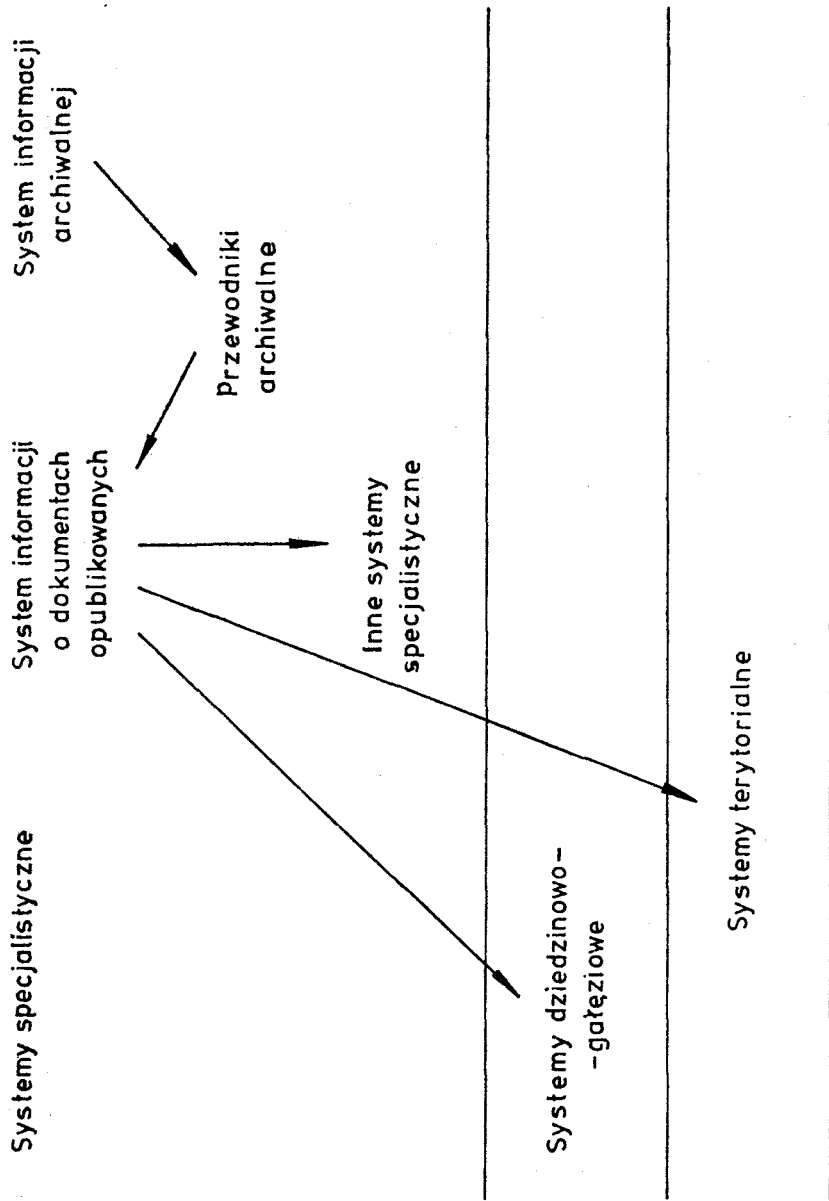 Systemy specjalistyczne
System informacji
o dokumentach
opublikowanych
System informacji
archiwalnej
Przewodniki
archiwalne
Inne systemy
specjalistyczne
Systemy dziedzinowo-
-gałęziowe
Systemy terytorialne